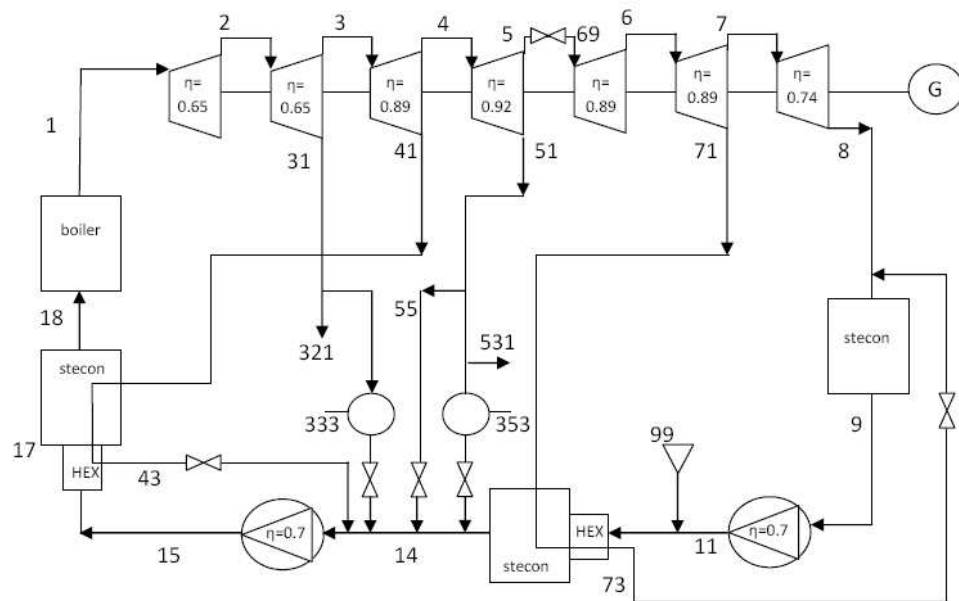 2
3
4
5
69
6
7
η=
0.65
η=
0.65
η=
0.89
η=
0.92
η=
0.89
η=
0.89
η=
0.74
G
1
31
41
51
71
8
boiler
18
55
321
531
stecon
stecon
333
353
9
17
99
HEX
43
η=0.7
15
14
HEX
stecon
73
11
η=0.7